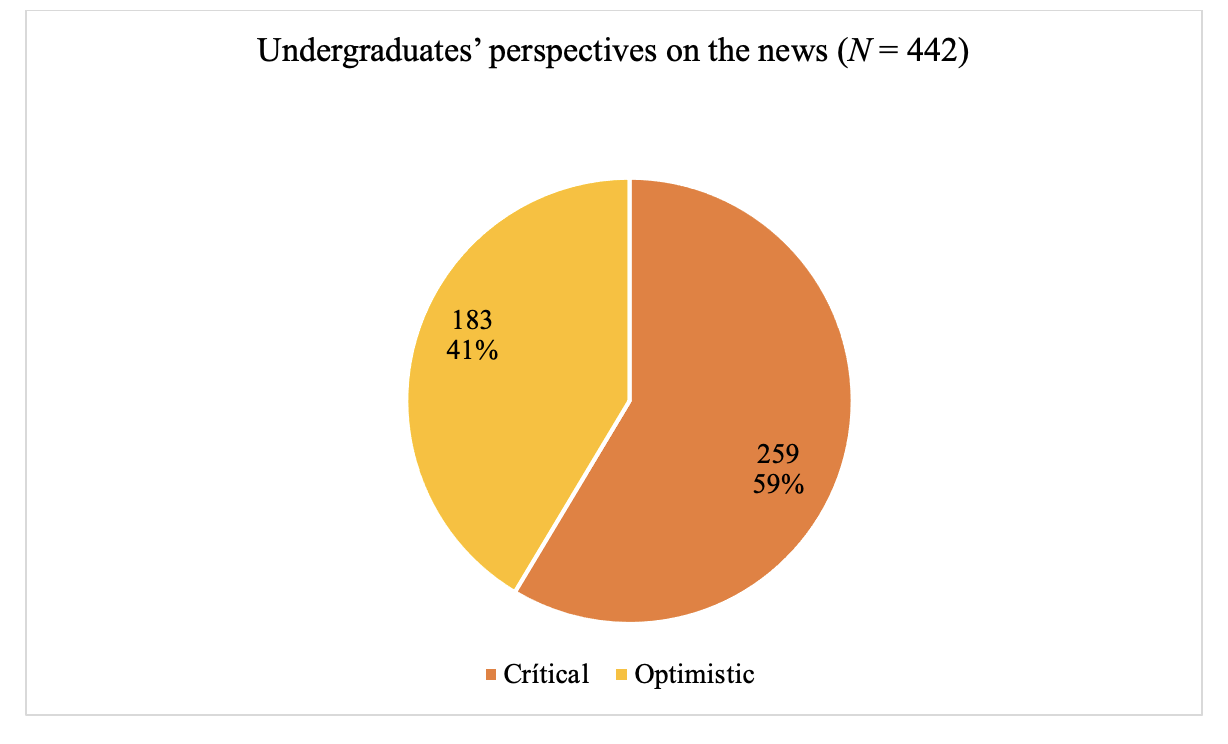 Undergraduates’ perspectives on the news (N = 442)
183
41%
259
59%
Crítical
Optimistic